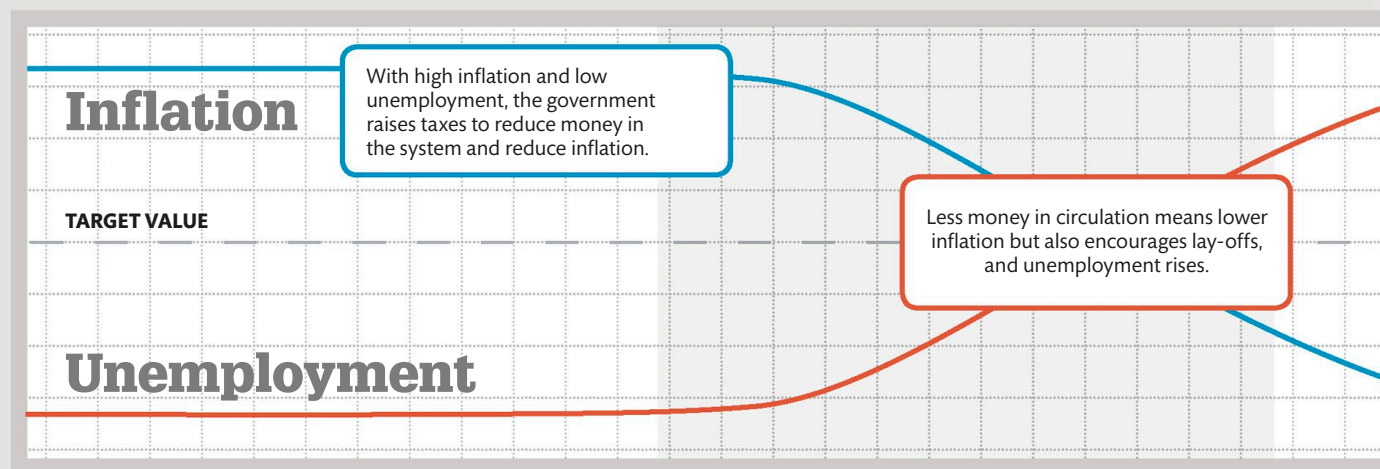 Inflation
With high inflation and low
unemployment, the government
raises taxes to reduce money in
the system and reduce inflation.
TARGET VALUE
Less money in circulation means lower
inflation but also encourages lay-offs,
and unemployment rises.
Unemployment